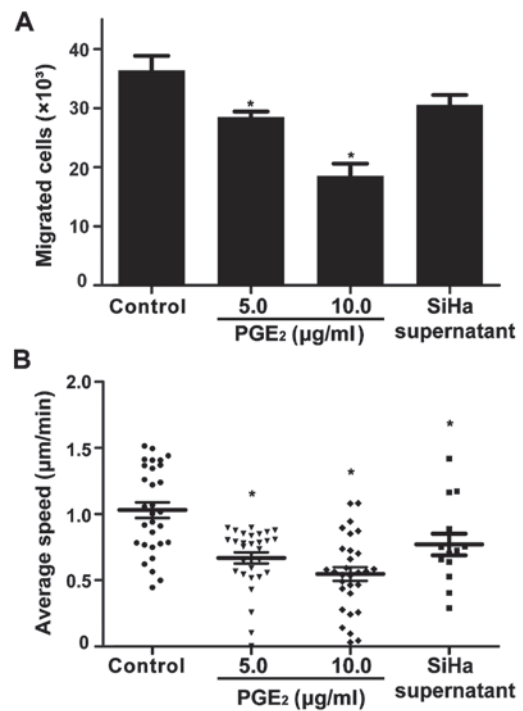 A
Migrated cells (×10³)
40
30
20
10
0
*
*
Control
5.0
10.0
SiHa
supernatant
PGE₂ (µg/ml)
B
Average speed (µm/min)
2.0
1.5
1.0
0.5
0
*
*
*
Control
5.0
10.0
SiHa
supernatant
PGE₂ (µg/ml)